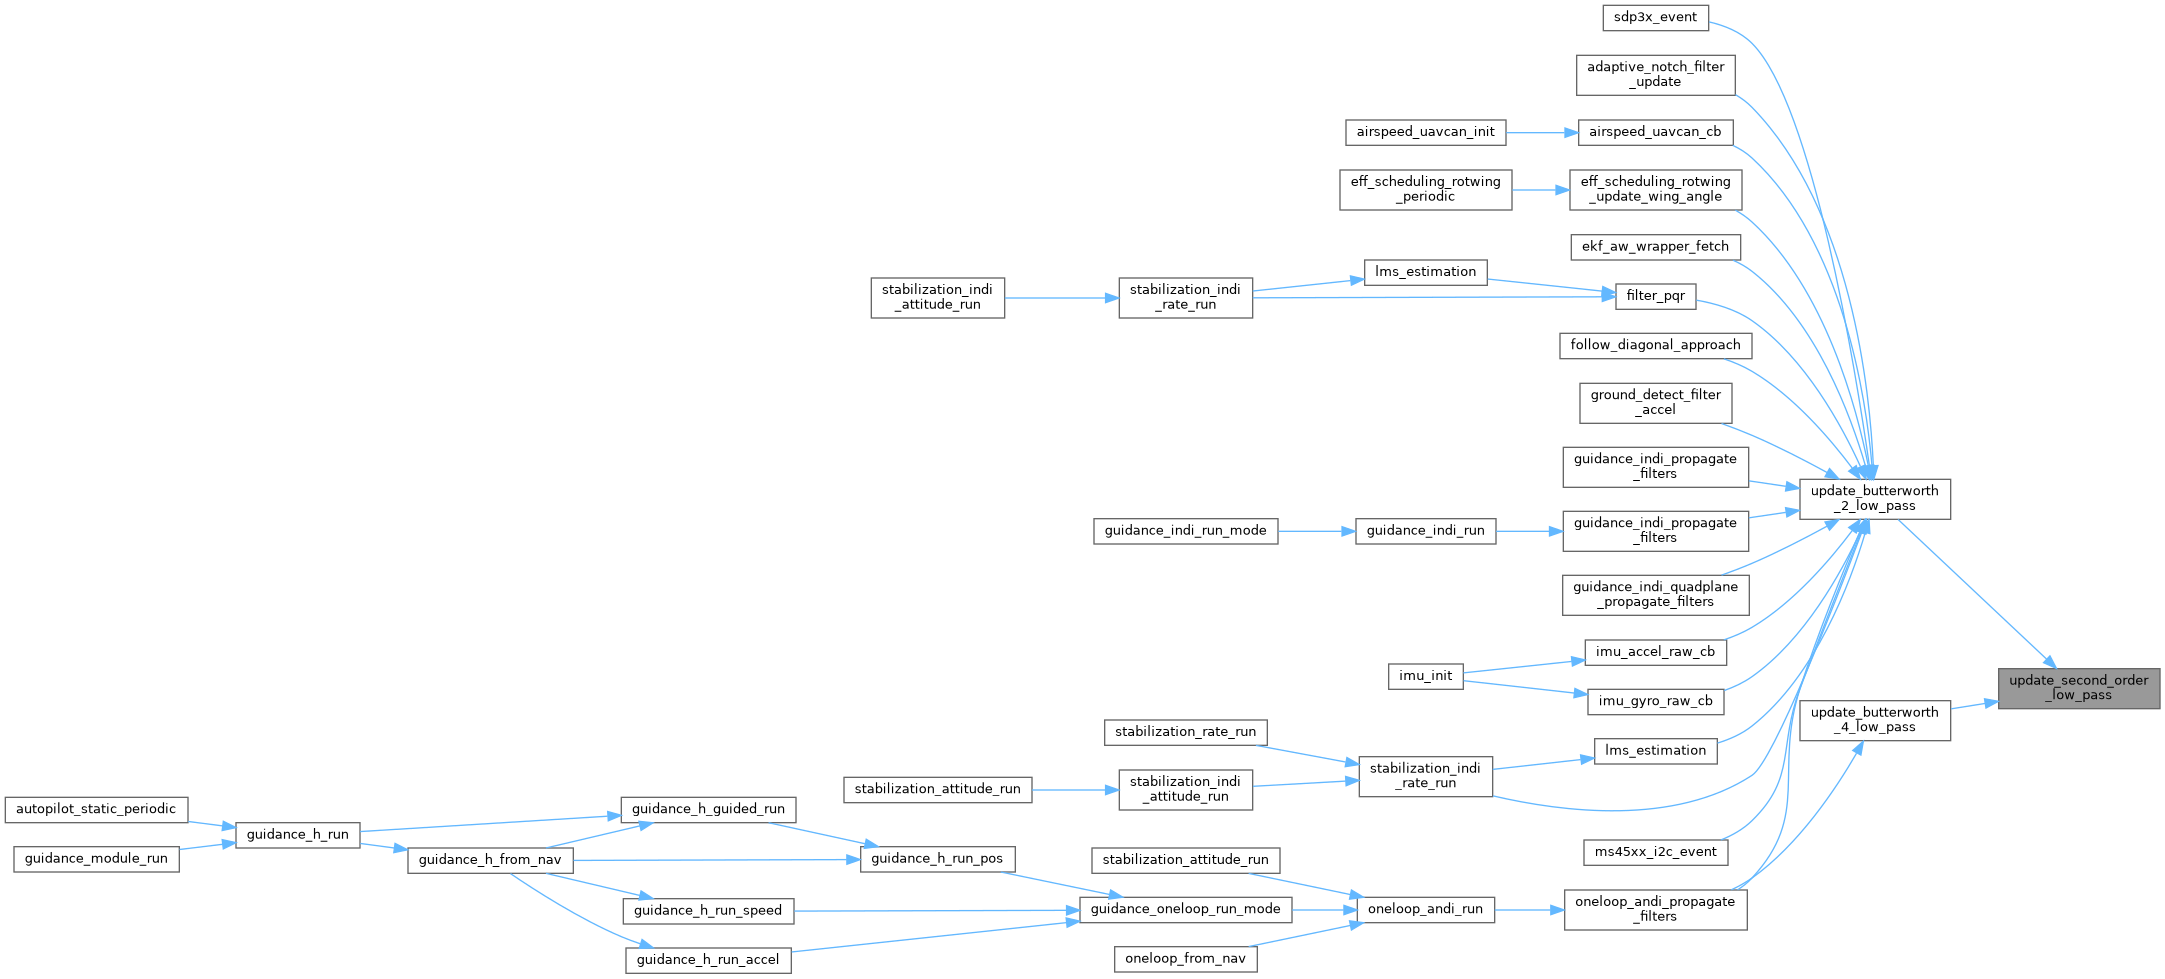 sdp3x_event
adaptive_notch_filter
_update
airspeed_uavcan_init
airspeed_uavcan_cb
eff_scheduling_rotwing
_periodic
eff_scheduling_rotwing
_update_wing_angle
ekf_aw_wrapper_fetch
stabilization_indi
_attitude_run
stabilization_indi
_rate_run
lms_estimation
filter_pqr
follow_diagonal_approach
ground_detect_filter
_accel
guidance_indi_propagate
_filters
update_butterworth
_2_low_pass
guidance_indi_run_mode
guidance_indi_run
guidance_indi_propagate
_filters
guidance_indi_quadplane
_propagate_filters
imu_init
imu_accel_raw_cb
imu_gyro_raw_cb
update_second_order
_low_pass
update_butterworth
_4_low_pass
stabilization_rate_run
lms_estimation
stabilization_attitude_run
stabilization_indi
_attitude_run
stabilization_indi
_rate_run
autopilot_static_periodic
guidance_module_run
guidance_h_run
guidance_h_guided_run
guidance_h_from_nav
guidance_h_run_pos
stabilization_attitude_run
ms45xx_i2c_event
guidance_h_run_speed
guidance_oneloop_run_mode
oneloop_andi_run
oneloop_andi_propagate
_filters
guidance_h_run_accel
oneloop_from_nav